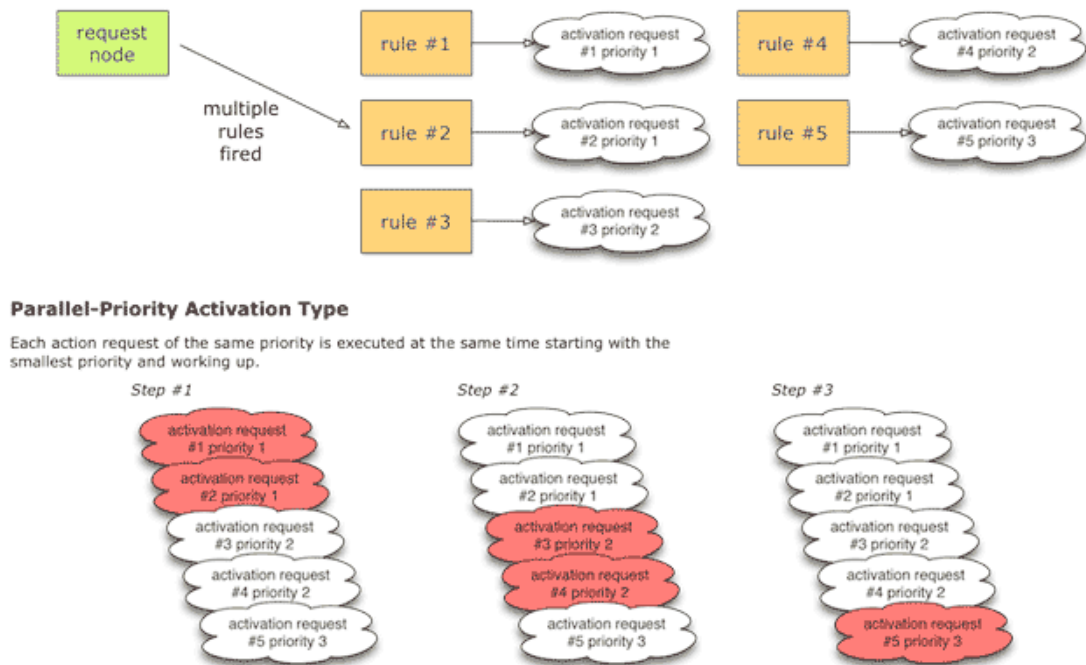 request
node
multiple
rules
fired
rule #1
activation request
#1 priority 1
rule #2
activation request
#2 priority 1
rule #3
activation request
#3 priority 2
rule #4
activation request
#4 priority 2
rule #5
activation request
#5 priority 3
Parallel-Priority Activation Type
Each action request of the same priority is executed at the same time starting with the
smallest priority and working up.
Step #1
activation request
#1 priority 1
activation request
#2 priority 1
activation request
#3 priority 2
activation request
#4 priority 2
activation request
#5 priority 3
Step #2
activation request
#1 priority 1
activation request
#2 priority 1
activation request
#3 priority 2
activation request
#4 priority 2
activation request
#5 priority 3
Step #3
activation request
#1 priority 1
activation request
#2 priority 1
activation request
#3 priority 2
activation request
#4 priority 2
activation request
#5 priority 3